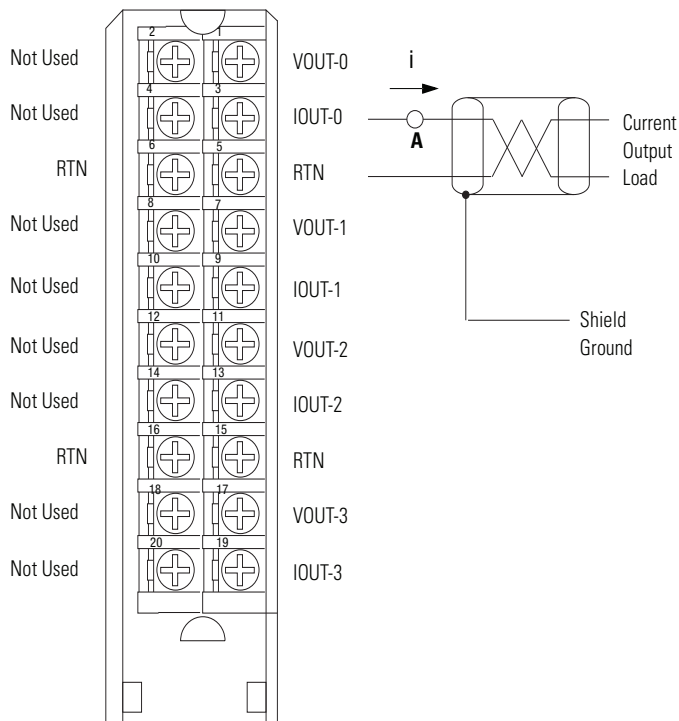 Not Used
2
1
VOUT-0
Not Used
4
3
IOUT-0
RTN
6
5
RTN
Not Used
8
7
VOUT-1
Not Used
10
9
IOUT-1
Not Used
12
11
VOUT-2
Not Used
14
13
IOUT-2
RTN
16
15
RTN
Not Used
18
17
VOUT-3
Not Used
20
19
IOUT-3
i
A
Current
Output
Load
Shield
Ground